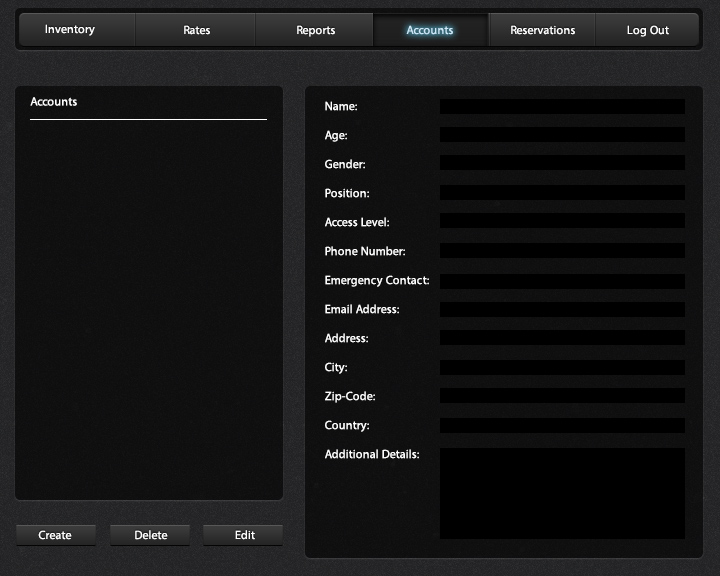 Inventory Rates Reports Accounts Reservations Log Out
Accounts
Name:
Age:
Gender:
Position:
Access Level:
Phone Number:
Emergency Contact:
Email Address:
Address:
City:
Zip-Code:
Country:
Additional Details:
Create Delete Edit